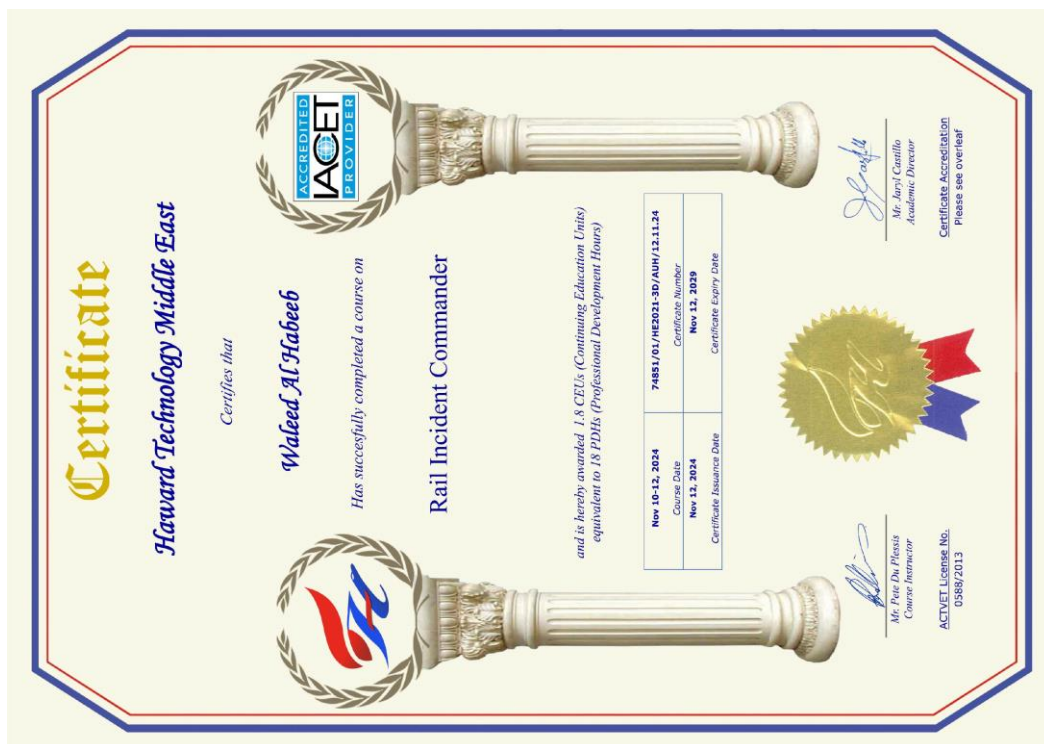 Certificate
Haward Technology Middle East
Certifies that
Waleed Al Habeeb
Has succesfully completed a course on
Rail Incident Commander
ACCREDITED
IACET
PROVIDER
and is hereby awarded 1.8 CEUs (Continuing Education Units)
equivalent to 18 PDHs (Professional Development Hours)
Nov 10-12, 2024
Course Date
74851/01/HE2021-3D/AUH/12.11.24
Certificate Number
Nov 12, 2024
Certificate Issuance Date
Nov 12, 2029
Certificate Expiry Date
Mr. Pete Du Plessis
Course Instructor
ACTVET License No.
0588/2013
Mr. Jaryl Castillo
Academic Director
Certificate Accreditation
Please see overleaf